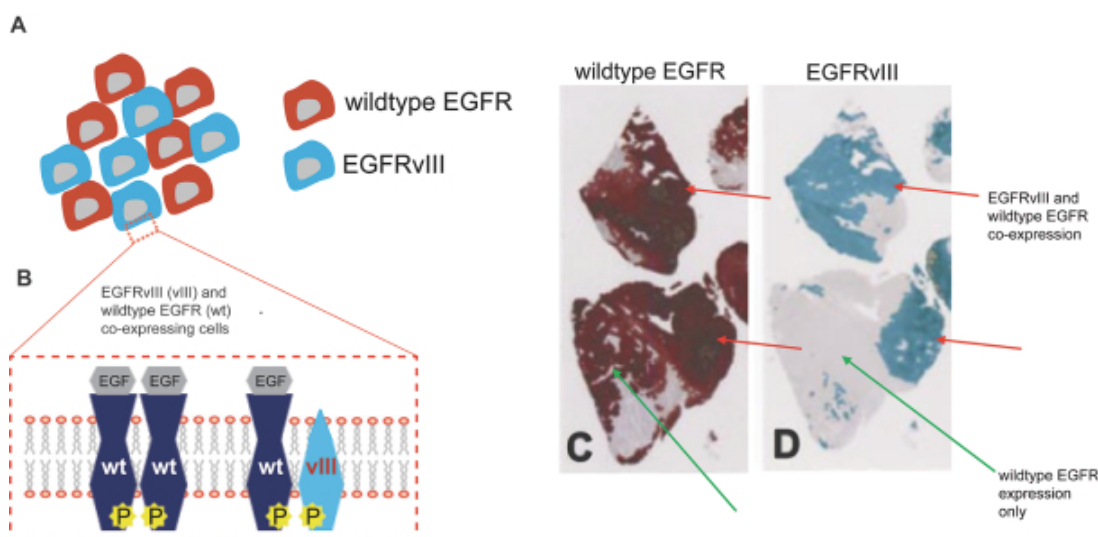 A
wildtype EGFR
EGFRvIII
B
EGFRvIII (vIII) and
wildtype EGFR (wt)
co-expressing cells
EGF
EGF
EGF
wt
wt
wt
vIII
P
P
P
P
wildtype EGFR
EGFRvIII
C
D
EGFRvIII and
wildtype EGFR
co-expression
wildtype EGFR
expression
only